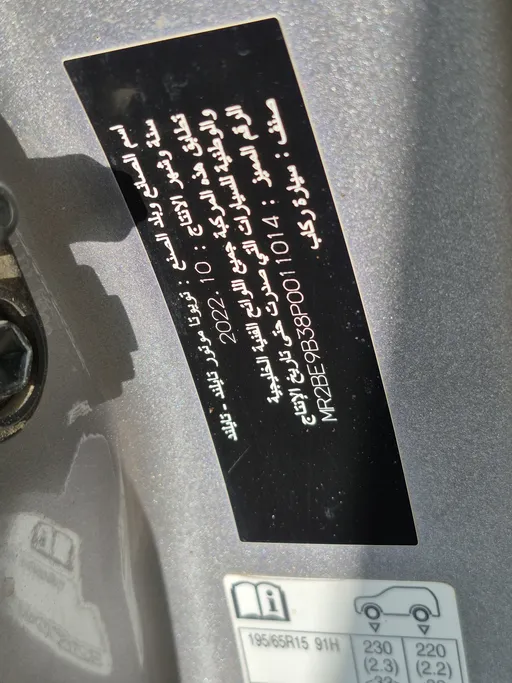 اسم الصانع وبلد الصنع : تويوتا موتور تايلند - تايلند
سنة وشهر الانتاج : 2022.10
تطابق هذه المركبة جميع اللوائح الفنية الخليجية
والوطنية للسيارات التي صدرت حتى تاريخ الإنتاج
الرقم المميز : MR2BE9B38P0011014
صنف : سيارة ركاب
195/65R15 91H 230 220
(2.3) (2.2)